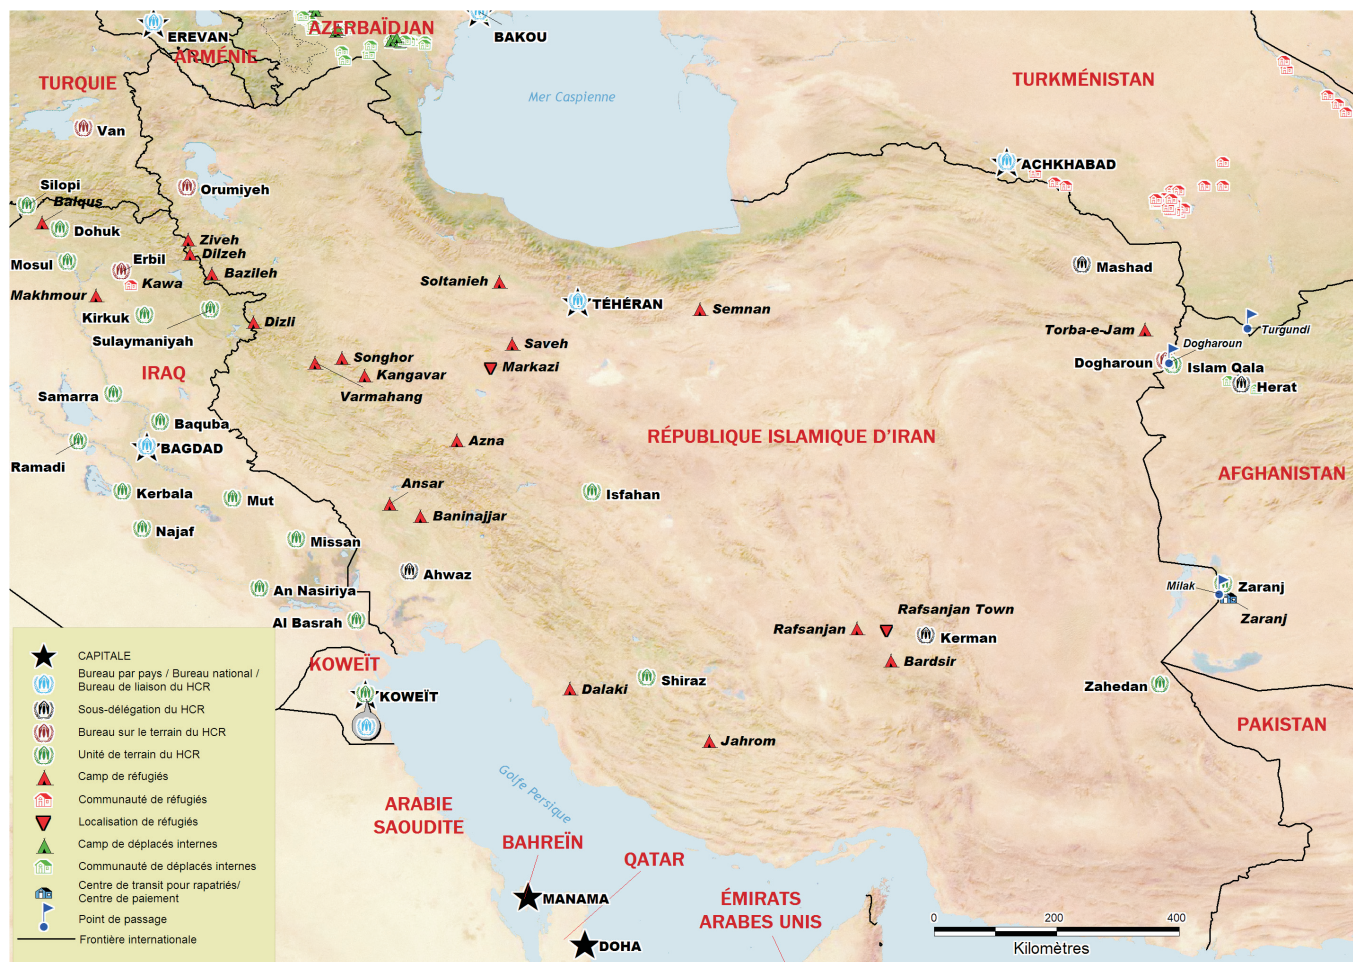 EREVAN
ARMÉNIE
AZERBAÏDJAN
BAKOU
TURQUIE
Mer Caspienne
TURKMÉNISTAN
Van
ACHKHABAD
Silopi
Orumiyeh
Balqus
Dohuk
Ziveh
Dilzeh
Mosul
Erbil
Bazileh
Mashad
Kawa
Soltanieh
Makhmour
TÉHÉRAN
Semnan
Kirkuk
Dizli
Torba-e-Jam
Turgundi
Sulaymaniyah
Saveh
Dogharoun
Songhor
Markazi
Dogharoun
Islam Qala
IRAQ
Kangavar
Herat
Samarra
Varmahang
Baquba
RÉPUBLIQUE ISLAMIQUE D'IRAN
BAGDAD
Azna
Ramadi
AFGHANISTAN
Kerbala
Ansar
Mut
Isfahan
Baninajjar
Najaf
Missan
Ahwaz
An Nasiriya
Milak
Zaranj
Al Basrah
Rafsanjan Town
Zaranj
Rafsanjan
Kerman
KOWEÏT
Bardsir
Shiraz
Zahedan
Dalaki
KOWEÏT
PAKISTAN
Jahrom
Golfe Persique
ARABIE
SAOUDITE
BAHREÏN
QATAR
MANAMA
ÉMIRATS
ARABES UNIS
DOHA
CAPITALE
Bureau par pays / Bureau national /
Bureau de liaison du HCR
Sous-délégation du HCR
Bureau sur le terrain du HCR
Unité de terrain du HCR
Camp de réfugiés
Communauté de réfugiés
Localisation de réfugiés
Camp de déplacés internes
Communauté de déplacés internes
Centre de transit pour rapatriés/
Centre de paiement
Point de passage
Frontière internationale
0 200 400
Kilomètres